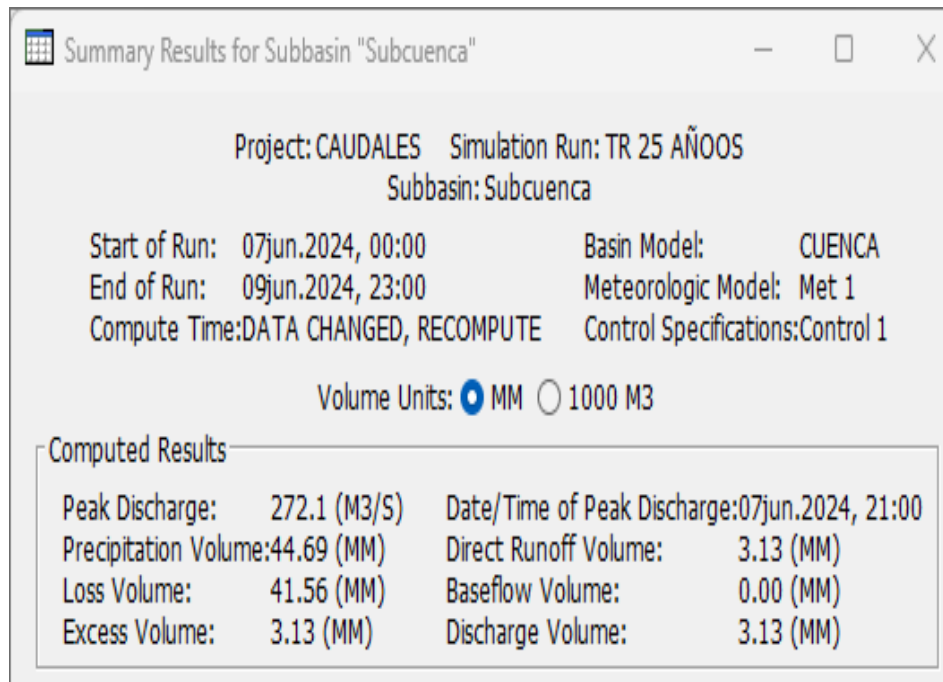 Summary Results for Subbasin "Subcuenca"
Project: CAUDALES Simulation Run: TR 25 AÑOOS
Subbasin: Subcuenca
Start of Run: 07jun.2024, 00:00 Basin Model: CUENCA
End of Run: 09jun.2024, 23:00 Meteorologic Model: Met 1
Compute Time:DATA CHANGED, RECOMPUTE Control Specifications:Control 1
Volume Units: MM 1000 M3
Computed Results
Peak Discharge: 272.1 (M3/S) Date/Time of Peak Discharge:07jun.2024, 21:00
Precipitation Volume:44.69 (MM) Direct Runoff Volume: 3.13 (MM)
Loss Volume: 41.56 (MM) Baseflow Volume: 0.00 (MM)
Excess Volume: 3.13 (MM) Discharge Volume: 3.13 (MM)